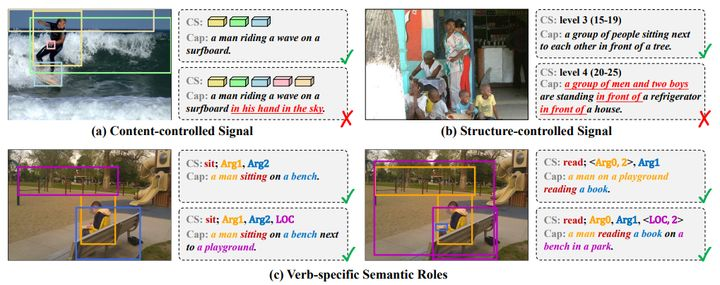 CS:
Cap: a man riding a wave on a
surfboard.
CS:
Cap: a man riding a wave on a
surfboard in his hand in the sky.
(a) Content-controlled Signal
CS: level 3 (15-19)
Cap: a group of people sitting next
to each other in front of a tree.
CS: level 4 (20-25)
Cap: a group of men and two boys
are standing in front of a refrigerator
in front of a house.
(b) Structure-controlled Signal
CS: sit; Arg1, Arg2
Cap: a man sitting on a bench.
CS: sit; Arg1, Arg2, LOC
Cap: a man sitting on a bench next
to a playground.
CS: read; <Arg0, 2>, Arg1
Cap: a man on a playground
reading a book.
CS: read; Arg0, Arg1, <LOC, 2>
Cap: a man reading a book on a
bench in a park.
(c) Verb-specific Semantic Roles